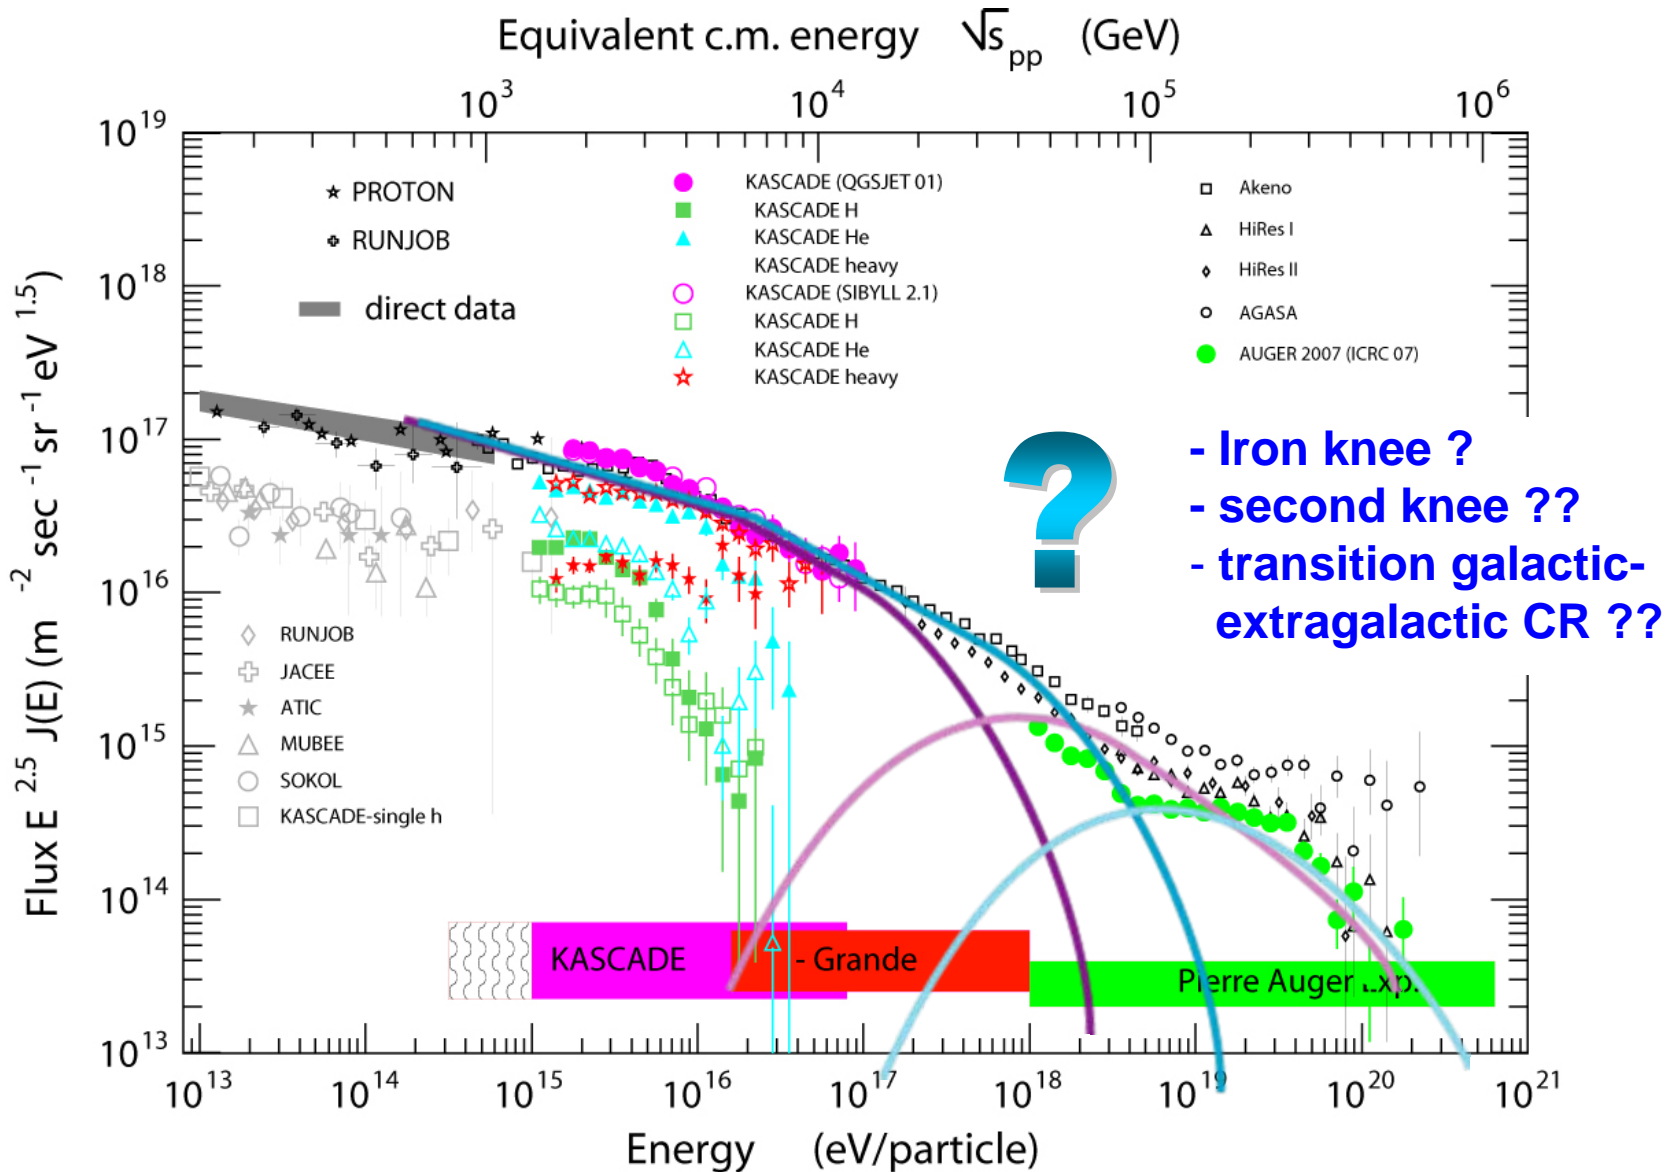 Equivalent c.m. energy √s pp (GeV)
10^3 10^4 10^5 10^6
10^19
10^18
10^17
10^16
10^15
10^14
10^13
Flux E^2.5 J(E) (m^-2 sec^-1 sr^-1 eV^1.5)
PROTON
RUNJOB
direct data
KASCADE (QGSJET 01)
KASCADE H
KASCADE He
KASCADE heavy
KASCADE (SIBYLL 2.1)
KASCADE H
KASCADE He
KASCADE heavy
Akeno
HiRes I
HiRes II
AGASA
AUGER 2007 (ICRC 07)
?
- Iron knee ?
- second knee ??
- transition galactic-
extragalactic CR ??
RUNJOB
JACEE
ATIC
MUBEE
SOKOL
KASCADE-single h
KASCADE - Grande
Pierre Auger Exp.
10^13 10^14 10^15 10^16 10^17 10^18 10^19 10^20 10^21
Energy (eV/particle)